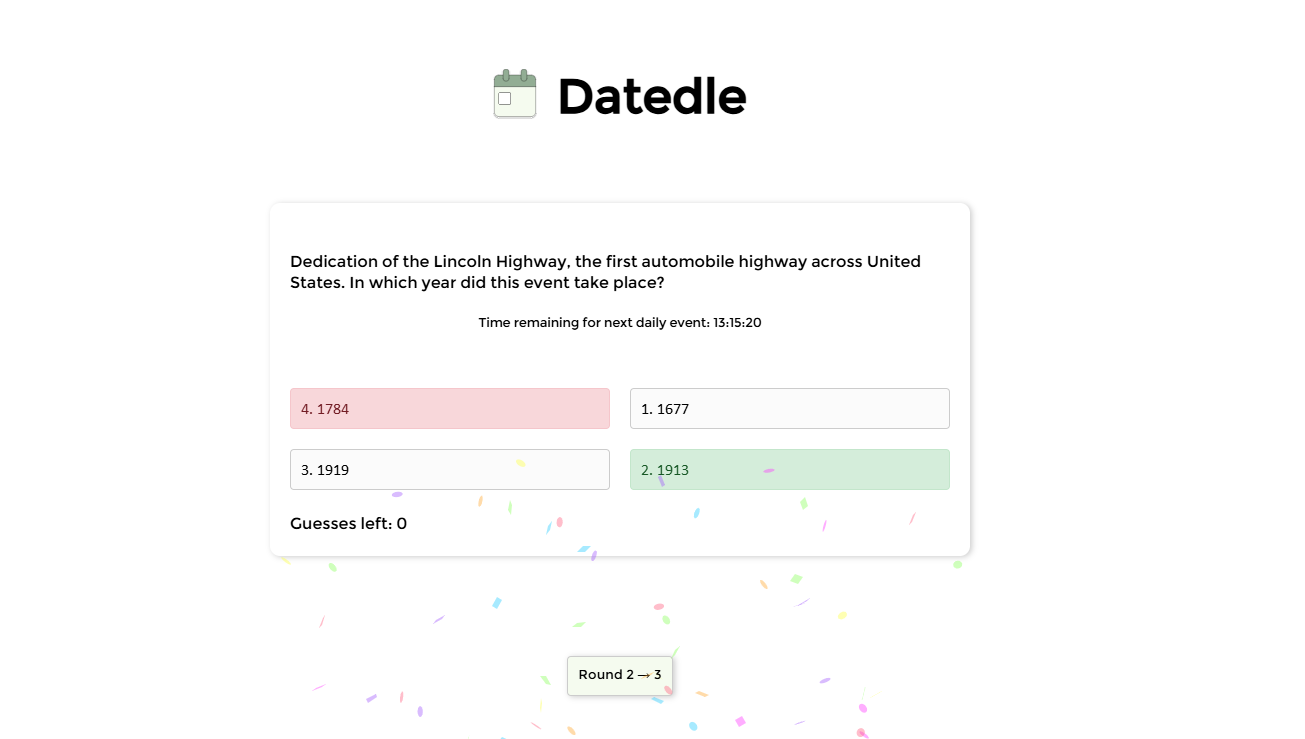 Datedle
Dedication of the Lincoln Highway, the first automobile highway across United
States. In which year did this event take place?
Time remaining for next daily event: 13:15:20
4. 1784
1. 1677
3. 1919
2. 1913
Guesses left: 0
Round 2 → 3